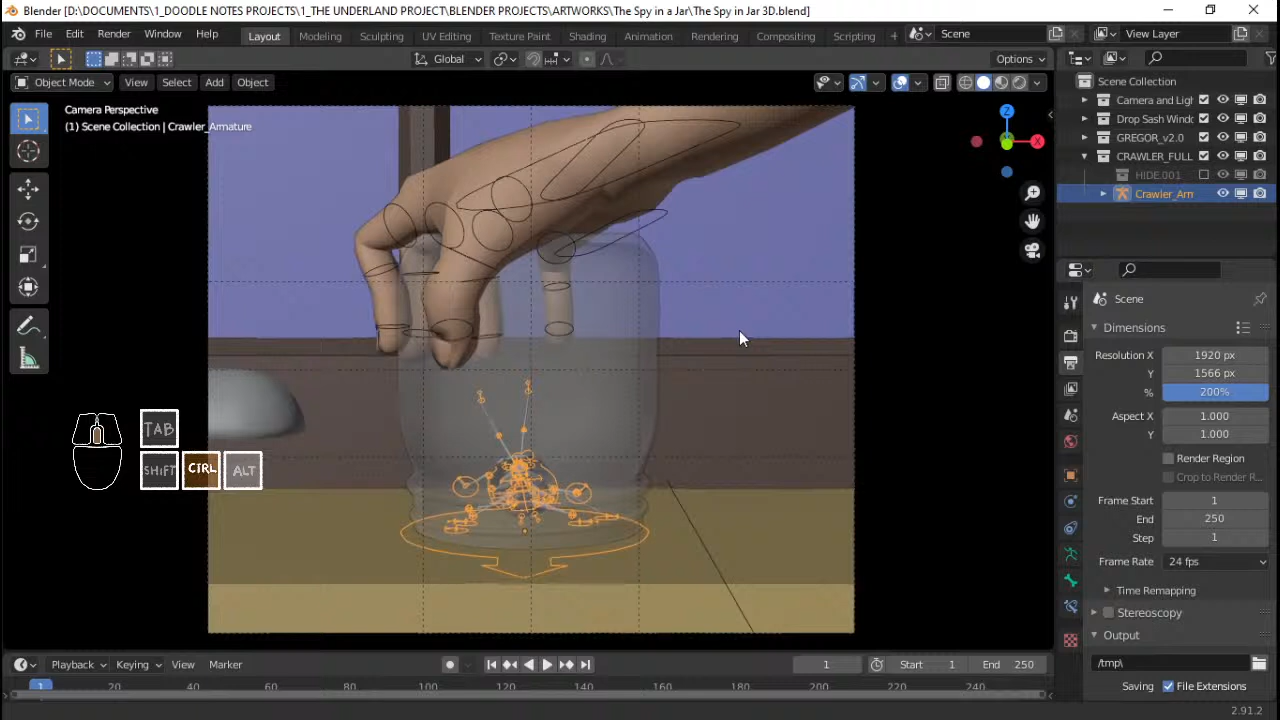 Blender [D:\DOCUMENTS\1_DOODLE NOTES PROJECTS\1_THE UNDERLAND PROJECT\BLENDER PROJECTS\ARTWORKS\The Spy in a Jar\The Spy in Jar 3D.blend]
File Edit Render Window Help Layout Modeling Sculpting UV Editing Texture Paint Shading Animation Rendering Compositing Scripting + Scene View Layer
Global Options
Object Mode View Select Add Object
Camera Perspective
(1) Scene Collection | Crawler_Armature
Z
X
Scene Collection
Camera and Ligh
Drop Sash Windo
GREGOR_v2.0
CRAWLER_FULL
HIDE.001
Crawler_Arm
Scene
Dimensions
Resolution X 1920 px
Y 1566 px
% 200%
Aspect X 1.000
Y 1.000
Render Region
Crop to Render R...
Frame Start 1
End 250
Step 1
Frame Rate 24 fps
Time Remapping
Stereoscopy
Output
/tmp\
Saving File Extensions
TAB
SHIFT CTRL ALT
Playback Keying View Marker 1 Start 1 End 250
1 20 40 60 80 100 120 140 160 180 200 220 240
2.91.2